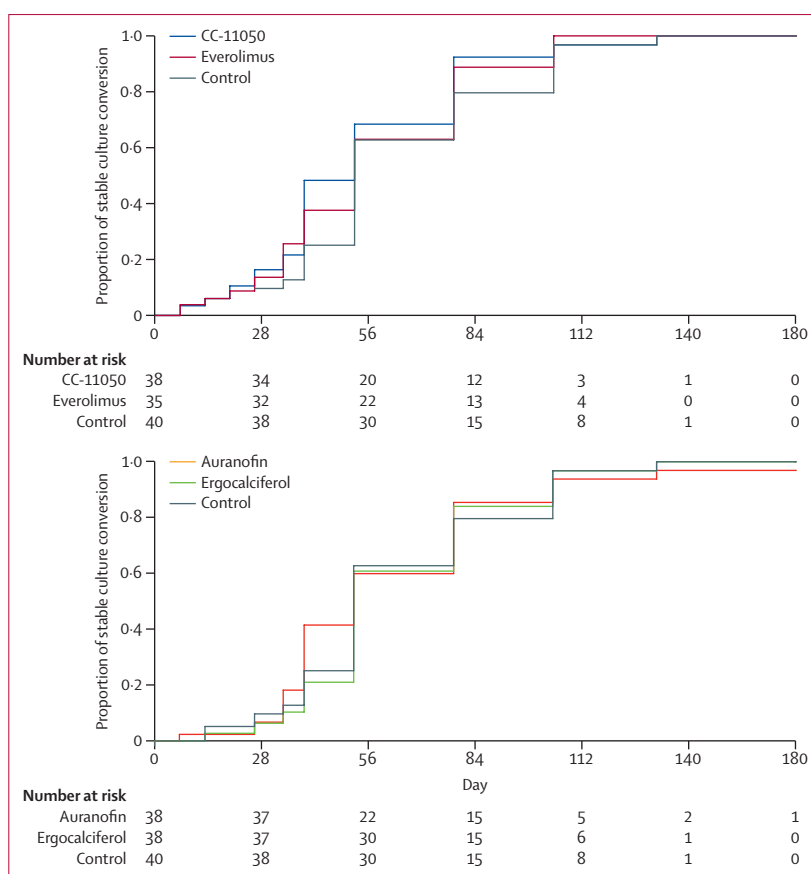 CC-11050
Everolimus
Control
Proportion of stable culture conversion
1·0
0·8
0·6
0·4
0·2
0
0 28 56 84 112 140 180
Number at risk
CC-11050 38 34 20 12 3 1 0
Everolimus 35 32 22 13 4 0 0
Control 40 38 30 15 8 1 0
Auranofin
Ergocalciferol
Control
Proportion of stable culture conversion
1·0
0·8
0·6
0·4
0·2
0
0 28 56 84 112 140 180
Day
Number at risk
Auranofin 38 37 22 15 5 2 1
Ergocalciferol 38 37 30 15 6 1 0
Control 40 38 30 15 8 1 0